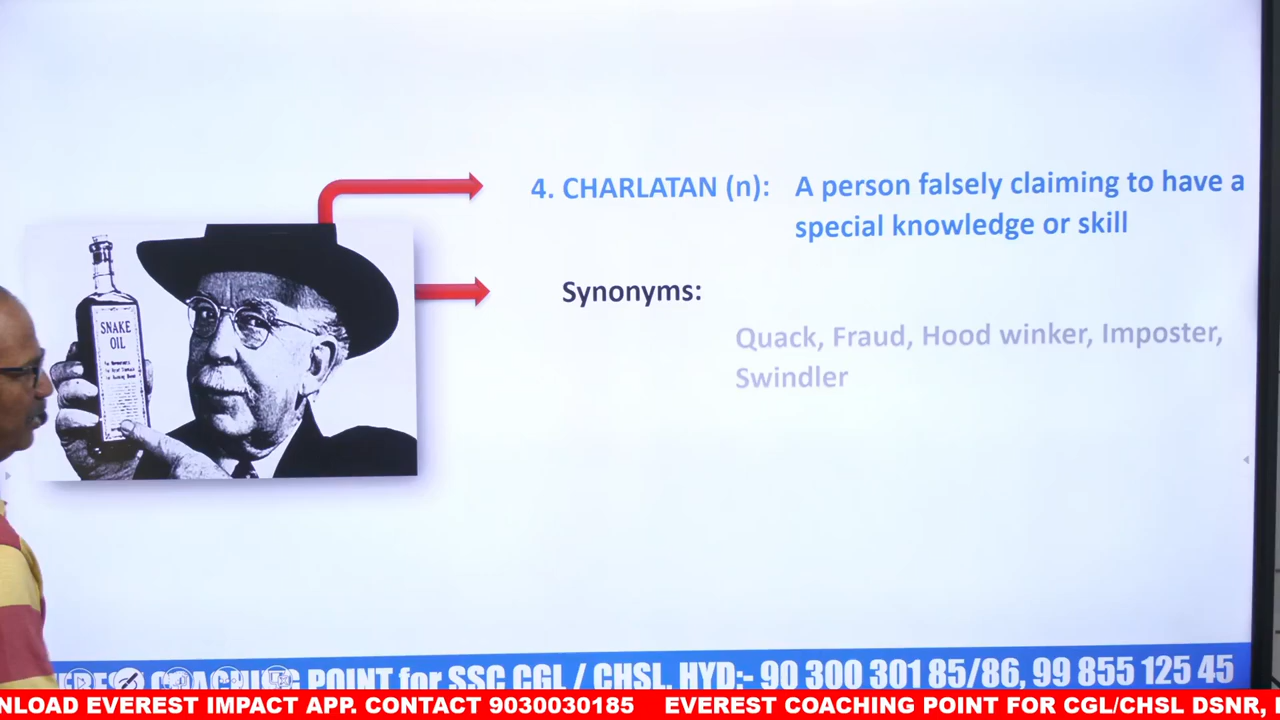 4. CHARLATAN (n): A person falsely claiming to have a
special knowledge or skill
SNAKE
OIL
Synonyms:
Quack, Fraud, Hood winker, Imposter,
Swindler
COACHING POINT for SSC CGL / CHSL. HYD:- 90 300 301 85/86, 99 855 125 45
NLOAD EVEREST IMPACT APP. CONTACT 9030030185 EVEREST COACHING POINT FOR CGL/CHSL DSNR,